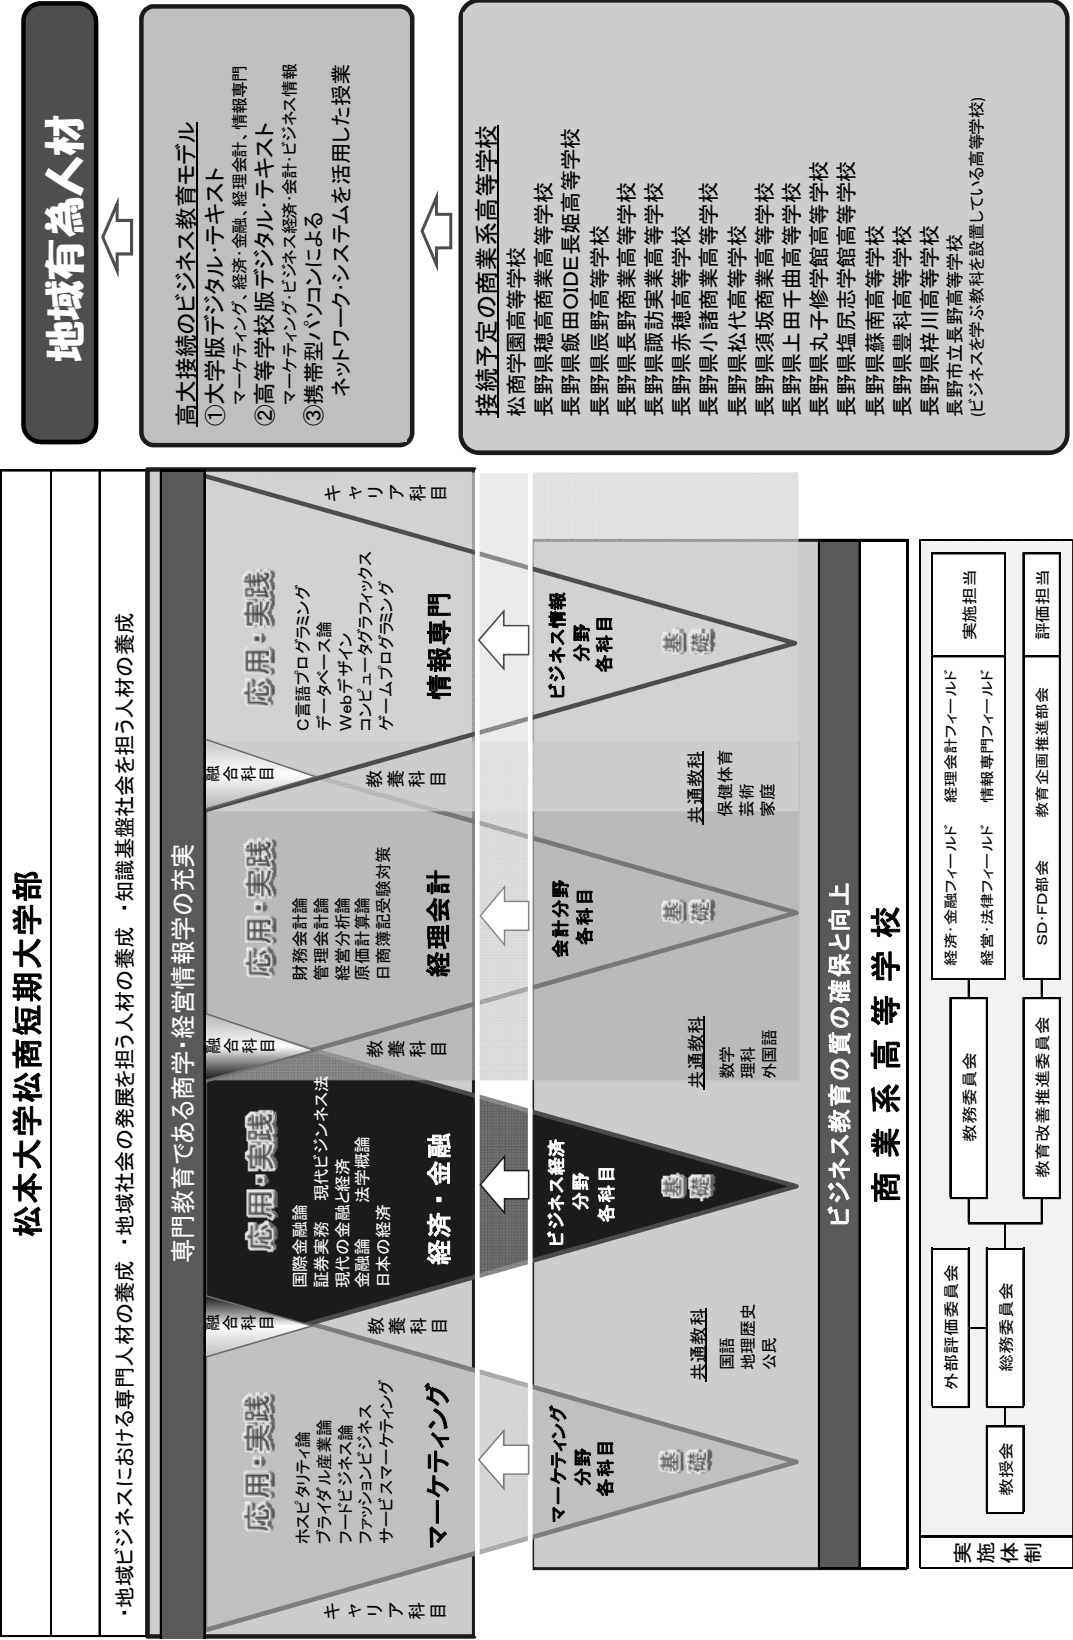 松本大学松商短期大学部
・地域ビジネスにおける専門人材の養成 ・地域社会の発展を担う人材の養成 ・知識基盤社会を担う人材の養成
専門教育である商学・経営情報学の充実
キャリア科目
応用・実践
ホスピタリティ論
ブライダル産業論
フードビジネス論
ファッションビジネス
サービスマーケティング
マーケティング
融合科目
教養科目
応用・実践
国際金融論
証券実務 現代ビジンネス法
現代の金融と経済
金融論 法学概論
日本の経済
経済・金融
融合科目
教養科目
応用・実践
財務会計論
管理会計論
経営分析論
原価計算論
日商簿記受験対策
経理会計
融合科目
教養科目
応用・実践
C言語プログラミング
データベース論
Webデザイン
コンピュータグラフィックス
ゲームプログラミング
情報専門
キャリア科目
マーケティング
分野
各科目
基礎
共通教科
国語
地理歴史
公民
ビジネス経済
分野
各科目
基礎
共通教科
数学
理科
外国語
会計分野
各科目
基礎
共通教科
保健体育
芸術
家庭
ビジネス情報
分野
各科目
基礎
ビジネス教育の質の確保と向上
商業系高等学校
実施体制
教授会
外部評価委員会
総務委員会
教務委員会
教育改善推進委員会
経済・金融フィールド 経理会計フィールド
経営・法律フィールド 情報専門フィールド
実施担当
SD・FD部会 教育企画推進部会
評価担当
地域有為人材
高大接続のビジネス教育モデル
①大学版デジタル・テキスト
マーケティング、経済・金融、経理会計、情報専門
②高等学校版デジタル・テキスト
マーケティング・ビジネス経済・会計・ビジネス情報
③携帯型パソコンによる
ネットワーク・システムを活用した授業
接続予定の商業系高等学校
松商学園高等学校
長野県穂高商業高等学校
長野県飯田OIDE長姫高等学校
長野県辰野高等学校
長野県長野商業高等学校
長野県諏訪実業高等学校
長野県赤穂高等学校
長野県小諸商業高等学校
長野県松代高等学校
長野県須坂商業高等学校
長野県上田千曲高等学校
長野県丸子修学館高等学校
長野県塩尻志学館高等学校
長野県蘇南高等学校
長野県豊科高等学校
長野県梓川高等学校
長野市立長野高等学校
(ビジネスを学ぶ教科を設置している高等学校)